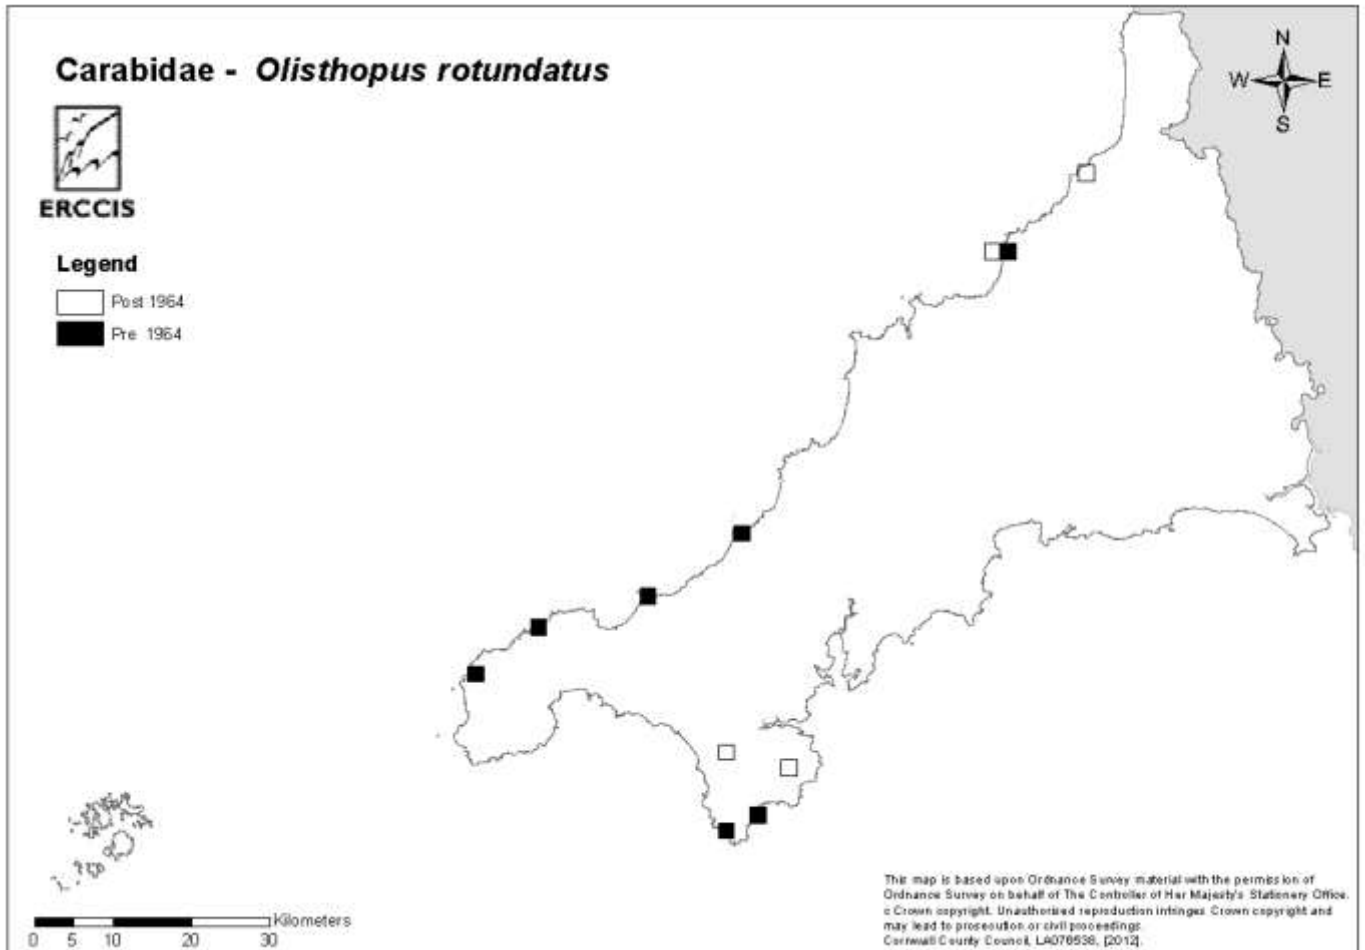 Carabidae - Olisthopus rotundatus
N
W E
S
ERCCIS
Legend
Post 1964
Pre 1964
This map is based upon Ordnance Survey material with the permission of
Ordnance Survey on behalf of The Controller of Her Majesty's Stationery Office.
c Crown copyright. Unauthorised reproduction infringes Crown copyright and
may lead to prosecution or civil proceedings.
Cornwall County Council, LA076538, [2012].
Kilometers
0 5 10 20 30